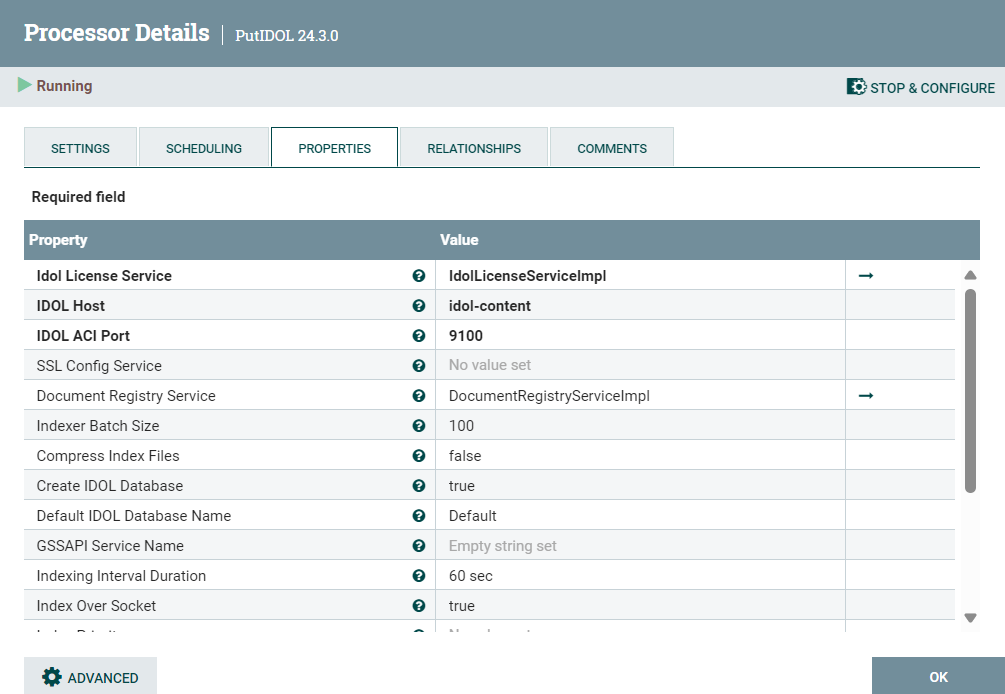 Processor Details | PutIDOL 24.3.0
Running STOP & CONFIGURE
SETTINGS SCHEDULING PROPERTIES RELATIONSHIPS COMMENTS
Required field
Property Value
Idol License Service IdolLicenseServiceImpl
IDOL Host idol-content
IDOL ACI Port 9100
SSL Config Service No value set
Document Registry Service DocumentRegistryServiceImpl
Indexer Batch Size 100
Compress Index Files false
Create IDOL Database true
Default IDOL Database Name Default
GSSAPI Service Name Empty string set
Indexing Interval Duration 60 sec
Index Over Socket true
ADVANCED OK